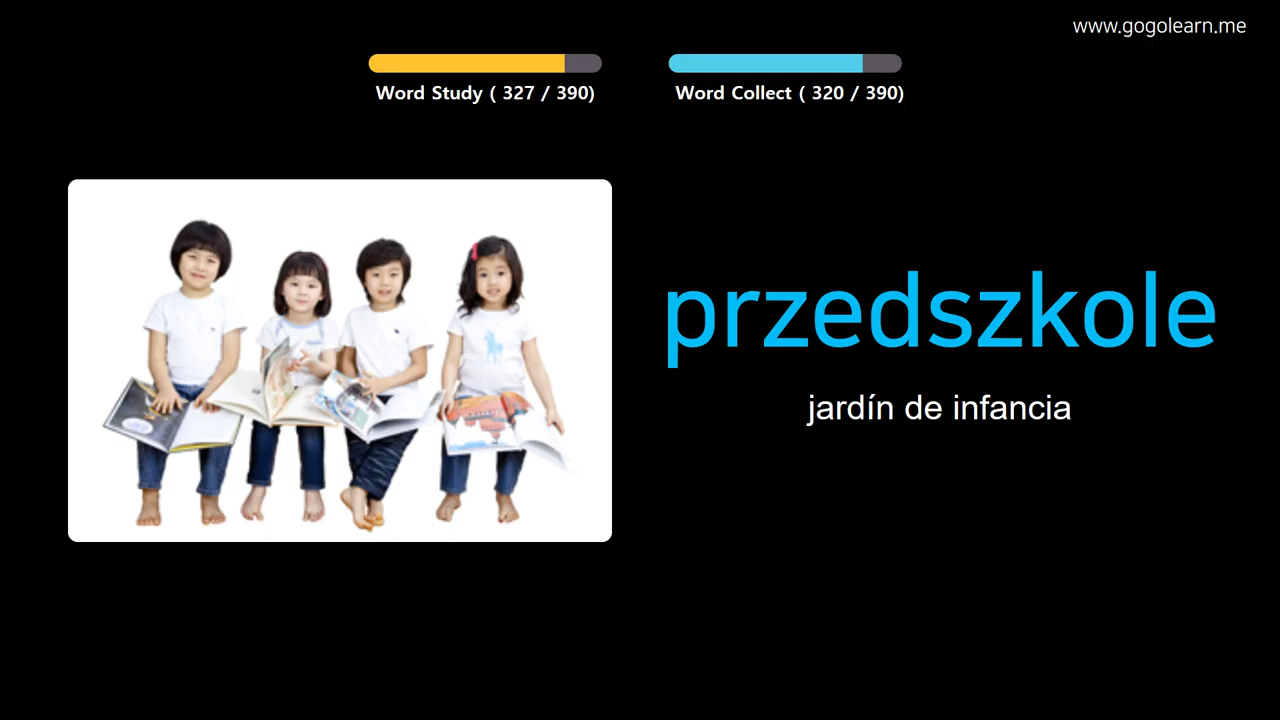 www.gogolearn.me
Word Study ( 327 / 390)
Word Collect ( 320 / 390)
przedszkole
jardín de infancia